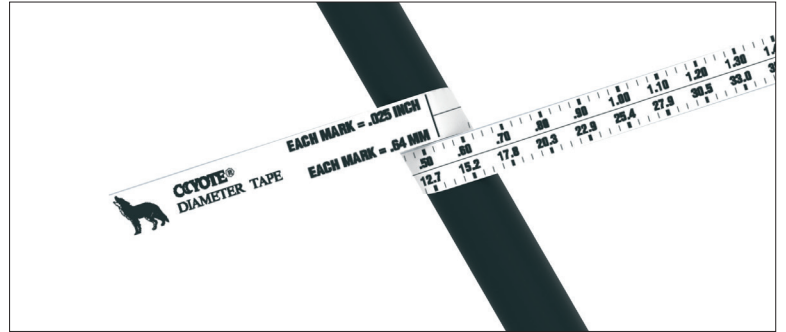 EACH MARK = .025 INCH
EACH MARK = .64 MM
COYOTE®
DIAMETER TAPE
.50 .60 .70 .80 .90 1.00 1.10 1.20 1.30
12.7 15.2 17.8 20.3 22.9 25.4 27.9 30.5 33.0